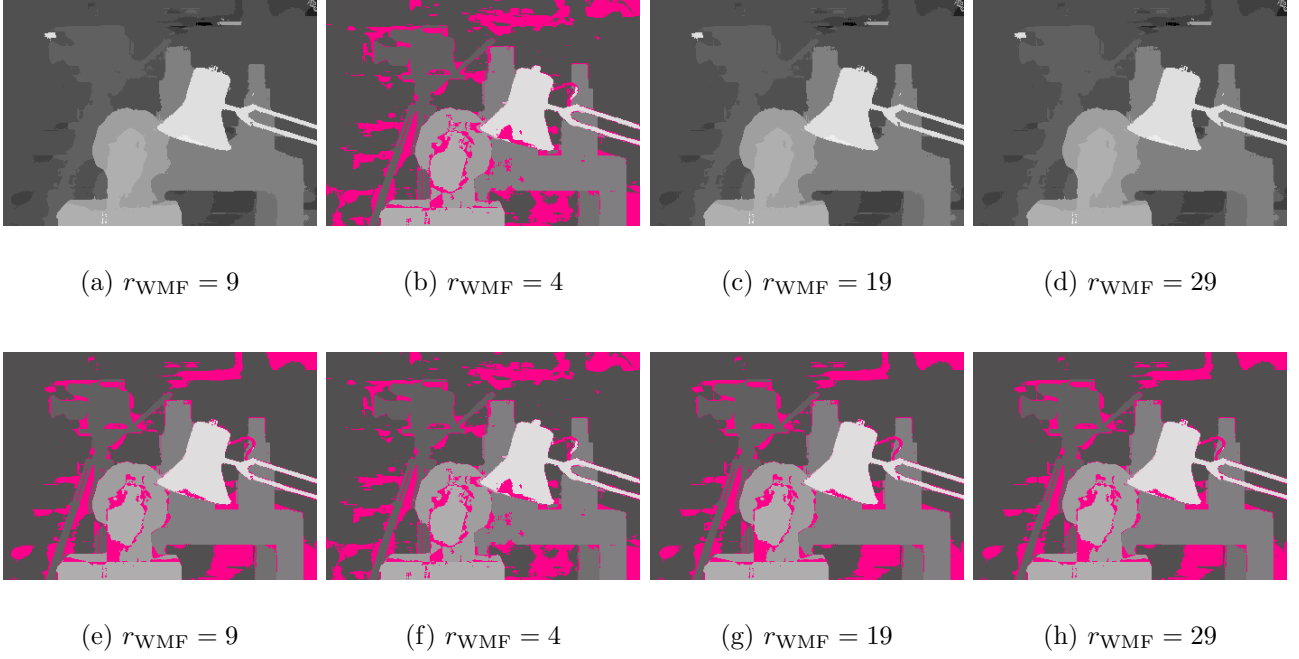 (a) r_WMF = 9 (b) r_WMF = 4 (c) r_WMF = 19 (d) r_WMF = 29
(e) r_WMF = 9 (f) r_WMF = 4 (g) r_WMF = 19 (h) r_WMF = 29